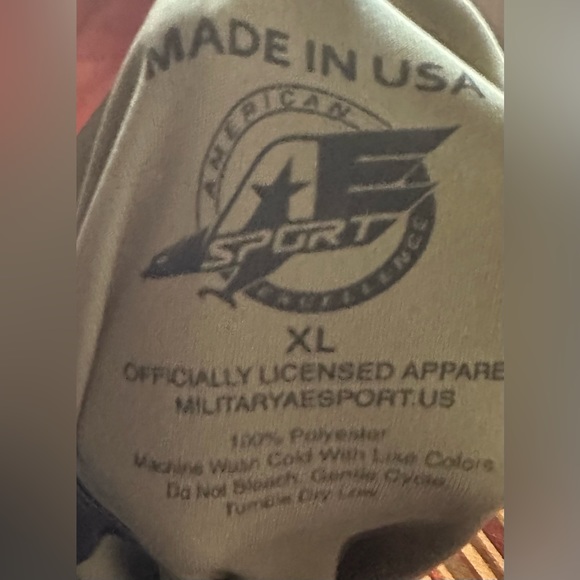 MADE IN USA
AMERICAN
AE
SPORT
EXCELLENCE
XL
OFFICIALLY LICENSED APPARE
MILITARYAESPORT.US
100% Polyester
Machine Wash Cold With Like Colors
Do Not Bleach. Gentle Cycle
Tumble Dry Low